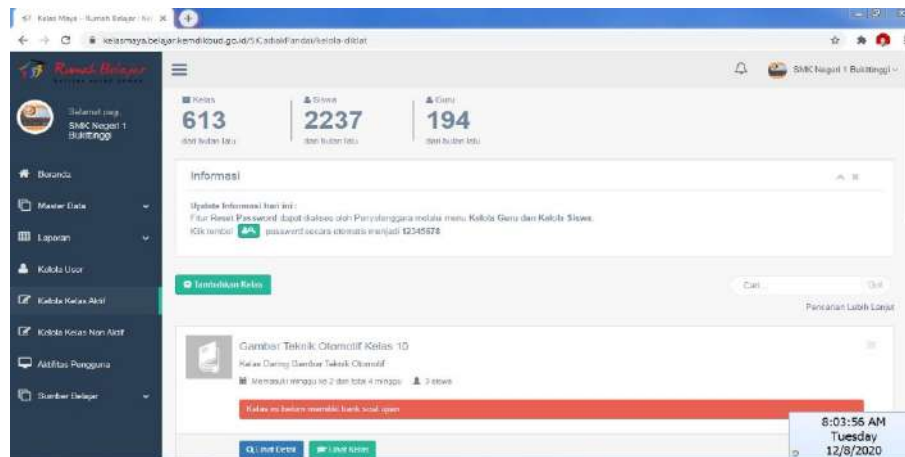 Kelas Maya - Rumah Belajar
kelasmaya.belajar.kemdikbud.go.id
Rumah Belajar
SMK Negeri 1 Bukittinggi
Selamat pagi,
SMK Negeri 1
Bukittinggi
Beranda
Master Data
Laporan
Kelola User
Kelola Kelas Aktif
Kelola Kelas Non Aktif
Aktifitas Pengguna
Sumber Belajar
Kelas
613
dari bulan lalu
Siswa
2237
dari bulan lalu
Guru
194
dari bulan lalu
Informasi
Update Informasi hari ini :
Fitur Reset Password dapat diakses oleh Penyelenggara melalui menu Kelola Guru dan Kelola Siswa.
Klik tombol password secara otomatis menjadi 12345678
Tambahkan Kelas
Cari...
Pencarian Lebih Lanjut
Gambar Teknik Otomotif Kelas 10
Kelas Daring Gambar Teknik Otomotif
Memasuki minggu ke 2 dari total 4 minggu 3 siswa
Kelas ini belum memiliki bank soal ujian
Lihat Detail Lihat Kelas
8:03:56 AM
Tuesday
12/8/2020